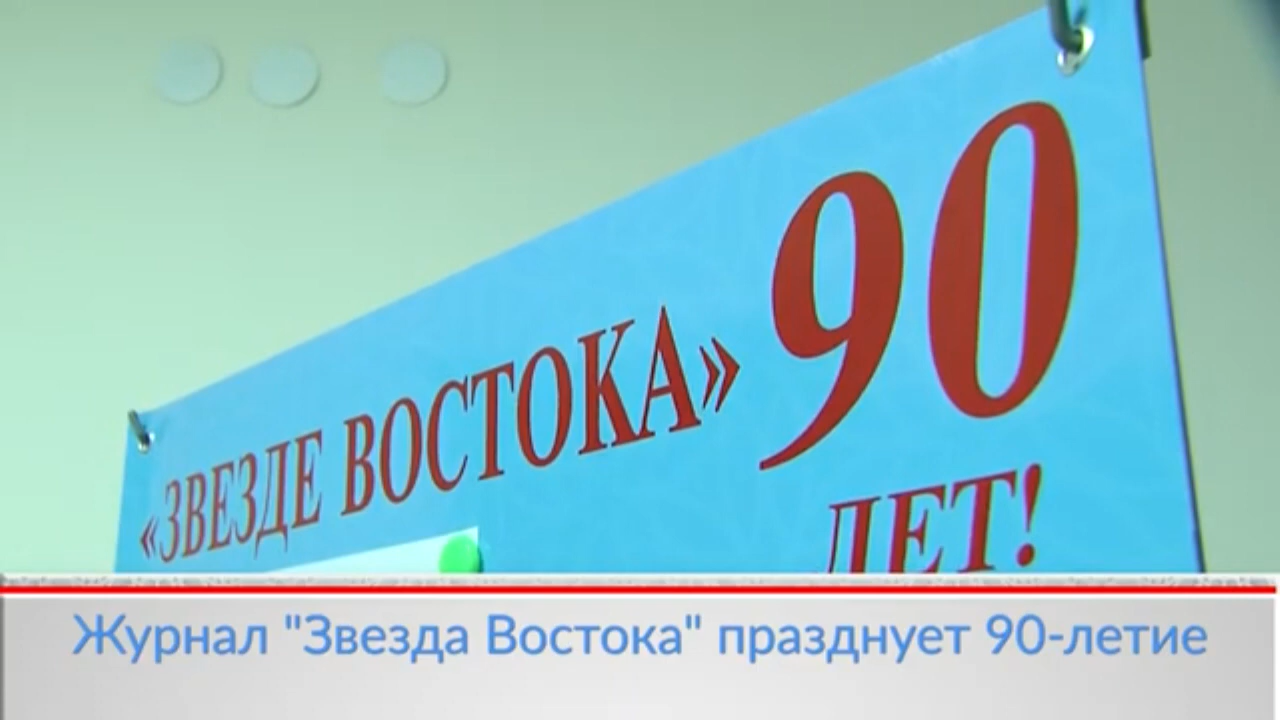 «ЗВЕЗДЕ ВОСТОКА» 90
ЛЕТ!
Журнал "Звезда Востока" празднует 90-летие